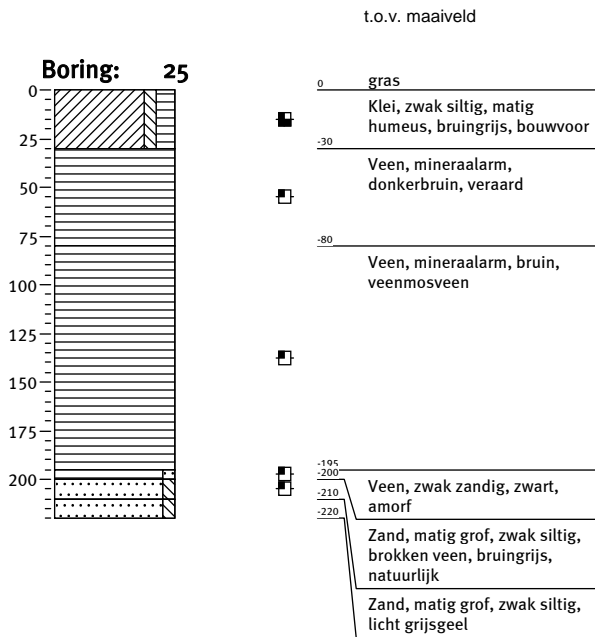 t.o.v. maaiveld
Boring: 25
0
25
50
75
100
125
150
175
200
0 gras
Klei, zwak siltig, matig
humeus, bruingrijs, bouwvoor
-30
Veen, mineraalarm,
donkerbruin, veraard
-80
Veen, mineraalarm, bruin,
veenmosveen
-195
-200
Veen, zwak zandig, zwart,
amorf
-210
-220
Zand, matig grof, zwak siltig,
brokken veen, bruingrijs,
natuurlijk
Zand, matig grof, zwak siltig,
licht grijsgeel